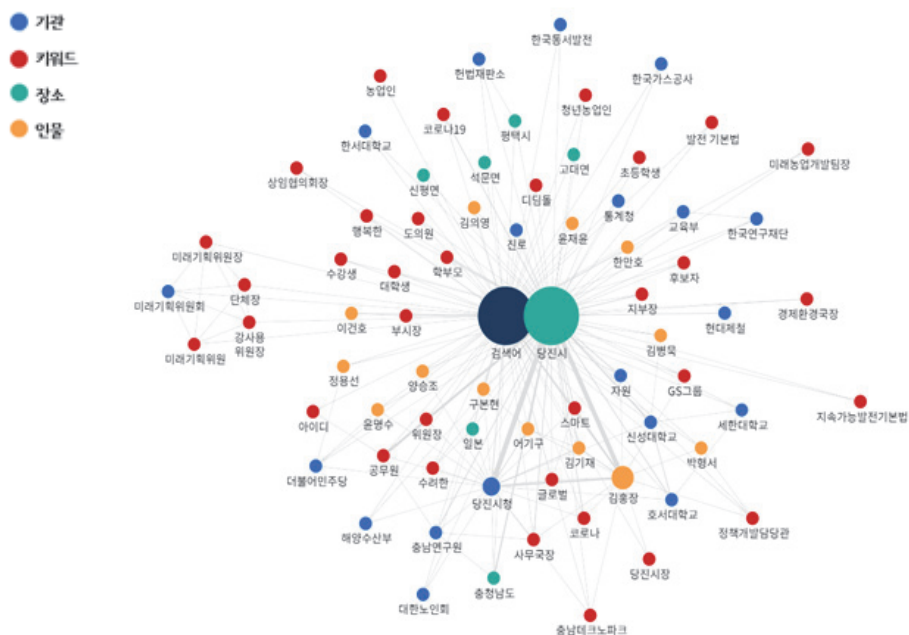 기관
키워드
장소
인물
한국동서발전
헌법재판소
한국가스공사
농업인
청년농업인
코로나19
평택시
발전 기본법
한서대학교
미래농업개발팀장
고대면
초등학생
석문면
상임협의회장
신평면
디딤돌
통계청
김의영
교육부
행복한
도의원
진로
윤재윤
한국연구재단
미래기획위원장
한만호
학부모
수강생
대학생
후보자
미래기획위원회
단체장
지부장
이건호
부시장
경제환경국장
강사용
위원장
현대제철
미래기획위원
검색어
당진시
김병묵
정용선
양승조
자원
GS그룹
구본현
지속가능발전기본법
아이디
윤명수
위원장
스마트
세한대학교
일본
어기구
신성대학교
공무원
수려한
김기재
박형서
더불어민주당
당진시청
글로벌
김홍장
호서대학교
해양수산부
충남연구원
사무국장
코로나
정책개발담당관
당진시장
충청남도
대한노인회
충남테크노파크